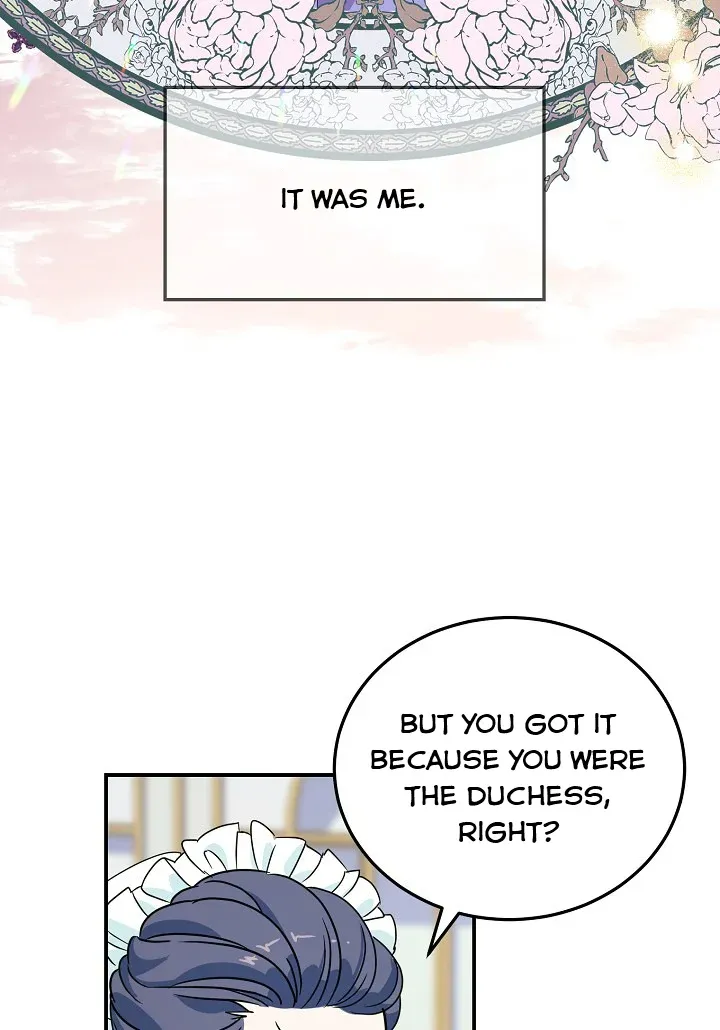 IT WAS ME.
BUT YOU GOT IT
BECAUSE YOU WERE
THE DUCHESS,
RIGHT?